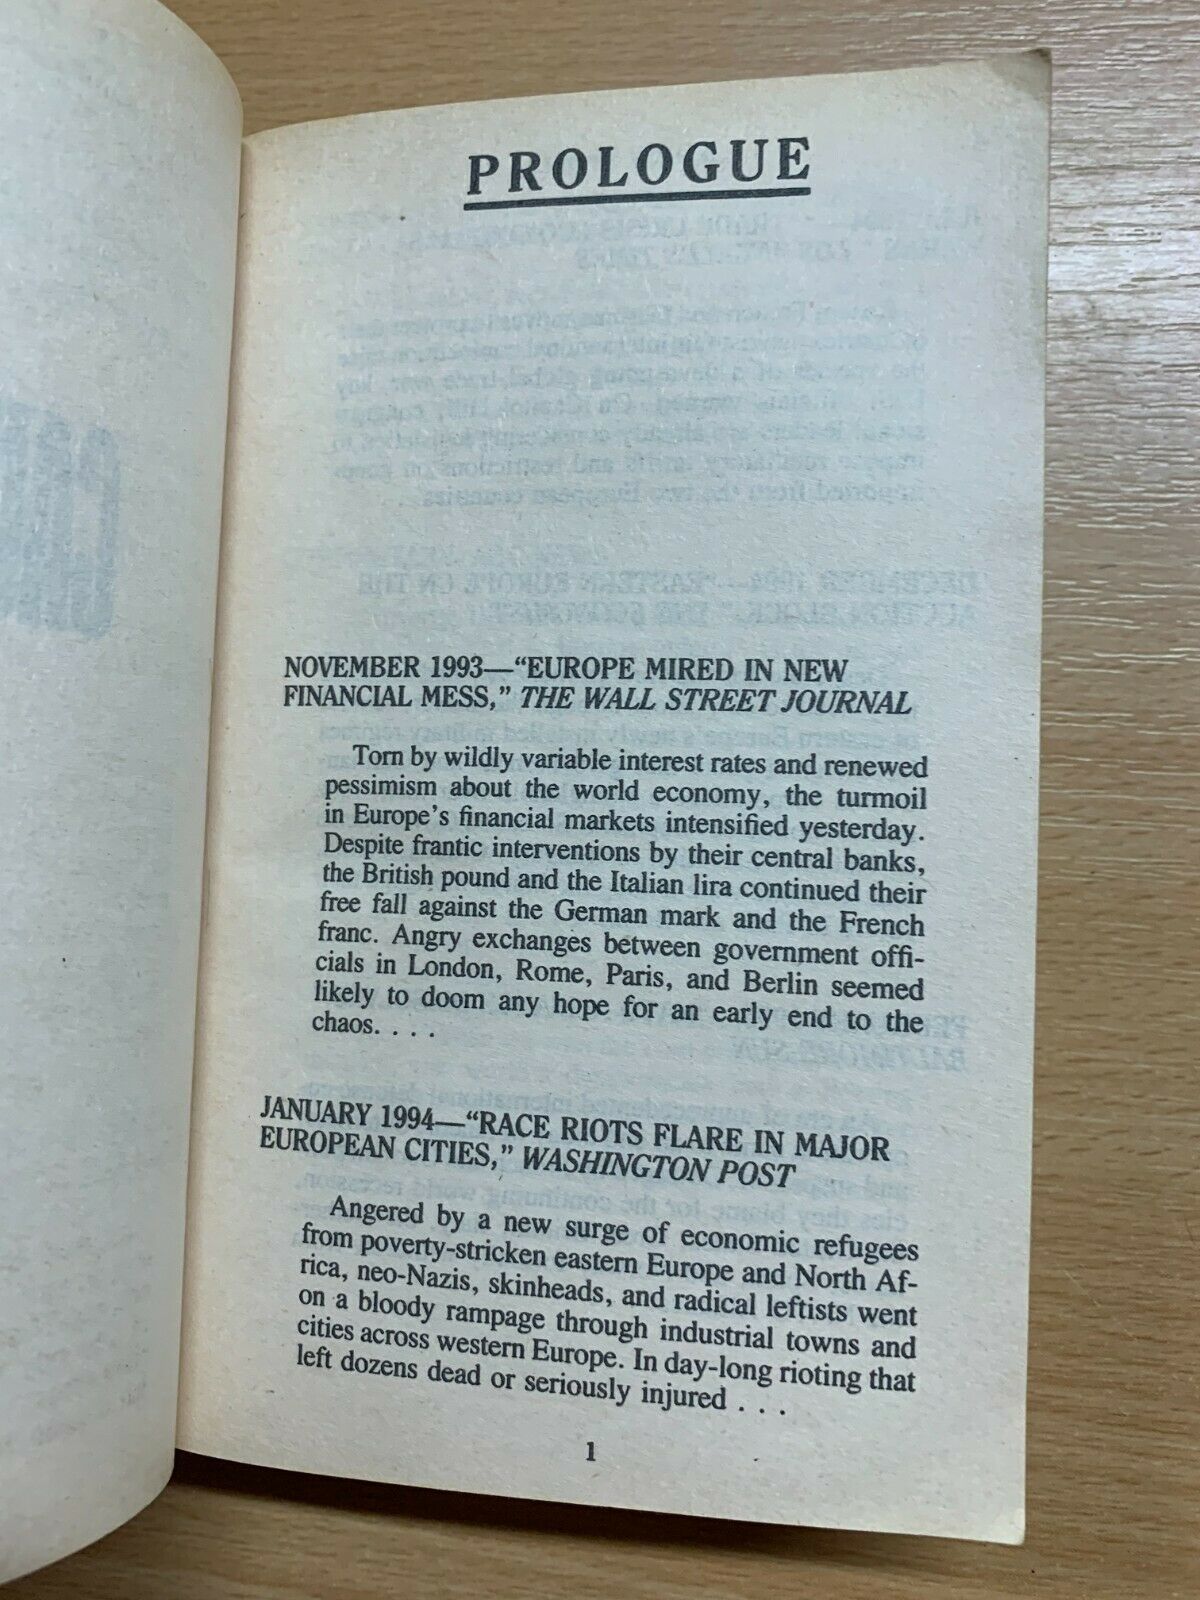 PROLOGUE
NOVEMBER 1993—“EUROPE MIRED IN NEW
FINANCIAL MESS,” THE WALL STREET JOURNAL
Torn by wildly variable interest rates and renewed
pessimism about the world economy, the turmoil
in Europe’s financial markets intensified yesterday.
Despite frantic interventions by their central banks,
the British pound and the Italian lira continued their
free fall against the German mark and the French
franc. Angry exchanges between government offi-
cials in London, Rome, Paris, and Berlin seemed
likely to doom any hope for an early end to the
chaos. . . .
JANUARY 1994—“RACE RIOTS FLARE IN MAJOR
EUROPEAN CITIES,” WASHINGTON POST
Angered by a new surge of economic refugees
from poverty-stricken eastern Europe and North Af-
rica, neo-Nazis, skinheads, and radical leftists went
on a bloody rampage through industrial towns and
cities across western Europe. In day-long rioting that
left dozens dead or seriously injured . . .
1